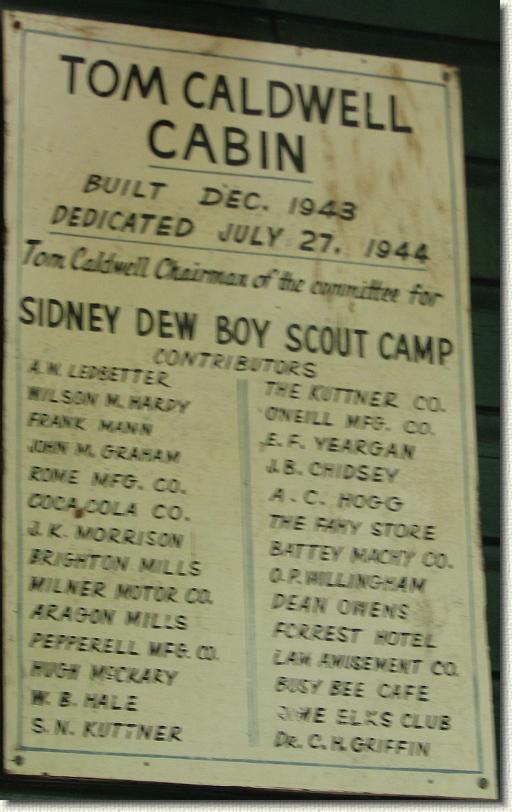 TOM CALDWELL
CABIN
BUILT DEC. 1943
DEDICATED JULY 27. 1944
Tom Caldwell Chairman of the committee for
SIDNEY DEW BOY SCOUT CAMP
CONTRIBUTORS
A.W. LEDBETTER
WILSON M. HARDY
FRANK MANN
JOHN M. GRAHAM
ROME MFG. CO.
COCA COLA CO.
J. K. MORRISON
BRIGHTON MILLS
MILNER MOTOR CO.
ARAGON MILLS
PEPPERELL MFG. CO.
HUGH McCRARY
W. B. HALE
S. N. KUTTNER
THE KUTTNER CO.
O'NEILL MFG. CO.
E. F. YEARGAN
J. B. CHIDSEY
A. C. HOGG
THE FAHY STORE
BATTEY MACHY CO.
O.P. WILLINGHAM
DEAN OWENS
FORREST HOTEL
LAM AMUSEMENT CO.
BUSY BEE CAFE
ROME ELKS CLUB
DR. C. H. GRIFFIN